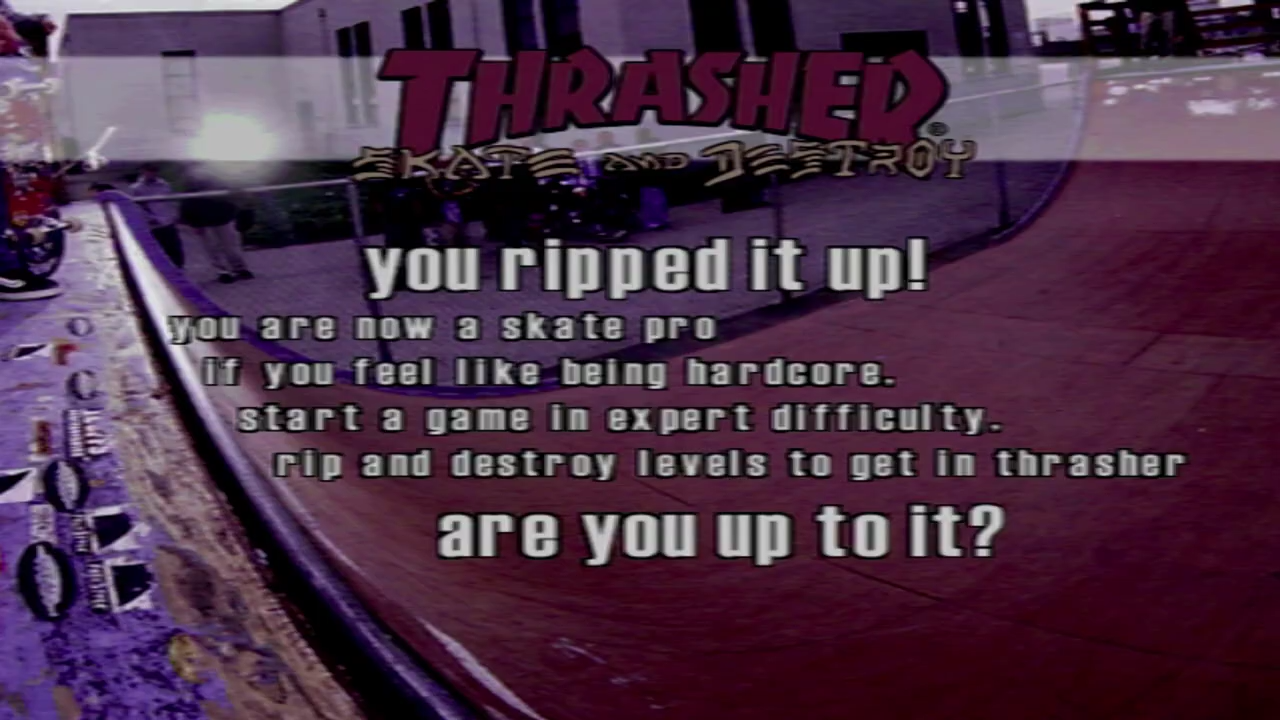 THRASHER®
SKATE AND DESTROY
you ripped it up!
you are now a skate pro
if you feel like being hardcore.
start a game in expert difficulty.
rip and destroy levels to get in thrasher
are you up to it?